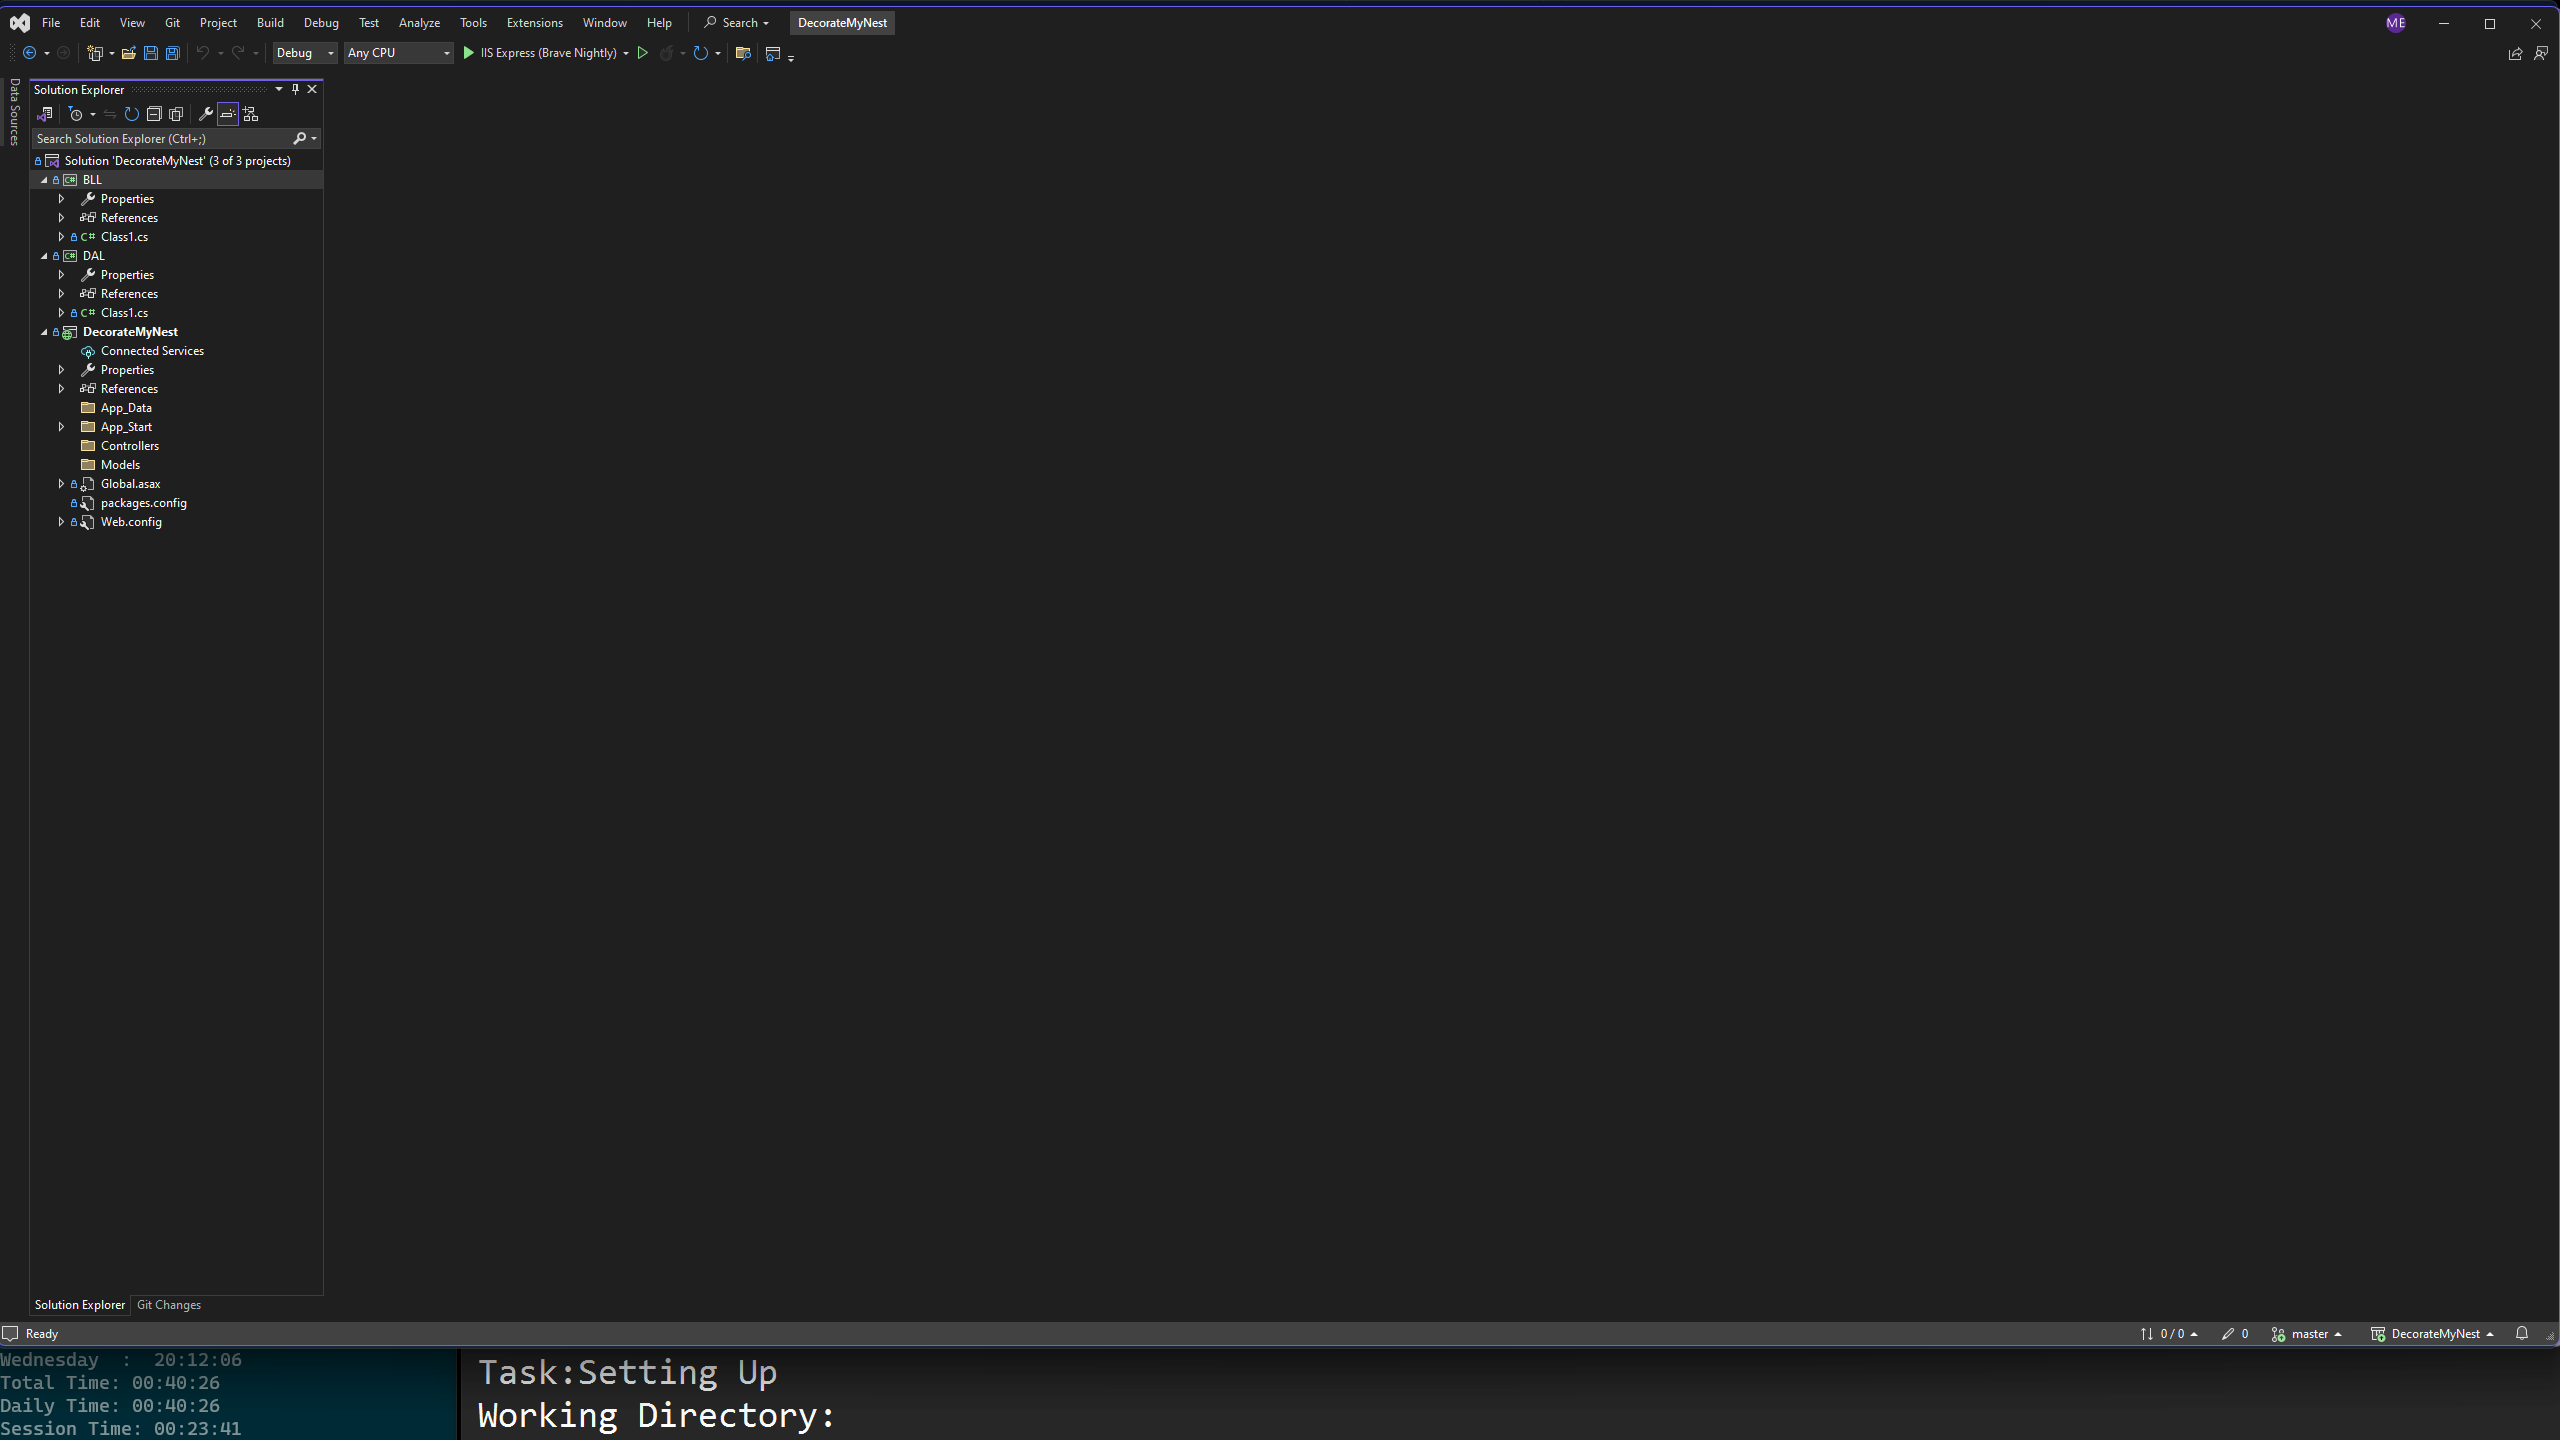 File Edit View Git Project Build Debug Test Analyze Tools Extensions Window Help Search DecorateMyNest ME
Debug Any CPU IIS Express (Brave Nightly)
Data Sources
Solution Explorer
Search Solution Explorer (Ctrl+;)
Solution 'DecorateMyNest' (3 of 3 projects)
C# BLL
Properties
References
C# Class1.cs
C# DAL
Properties
References
C# Class1.cs
DecorateMyNest
Connected Services
Properties
References
App_Data
App_Start
Controllers
Models
Global.asax
packages.config
Web.config
Solution Explorer Git Changes
Ready 0 / 0 0 master DecorateMyNest
Wednesday : 20:12:06
Total Time: 00:40:26
Daily Time: 00:40:26
Session Time: 00:23:41
Task:Setting Up
Working Directory: